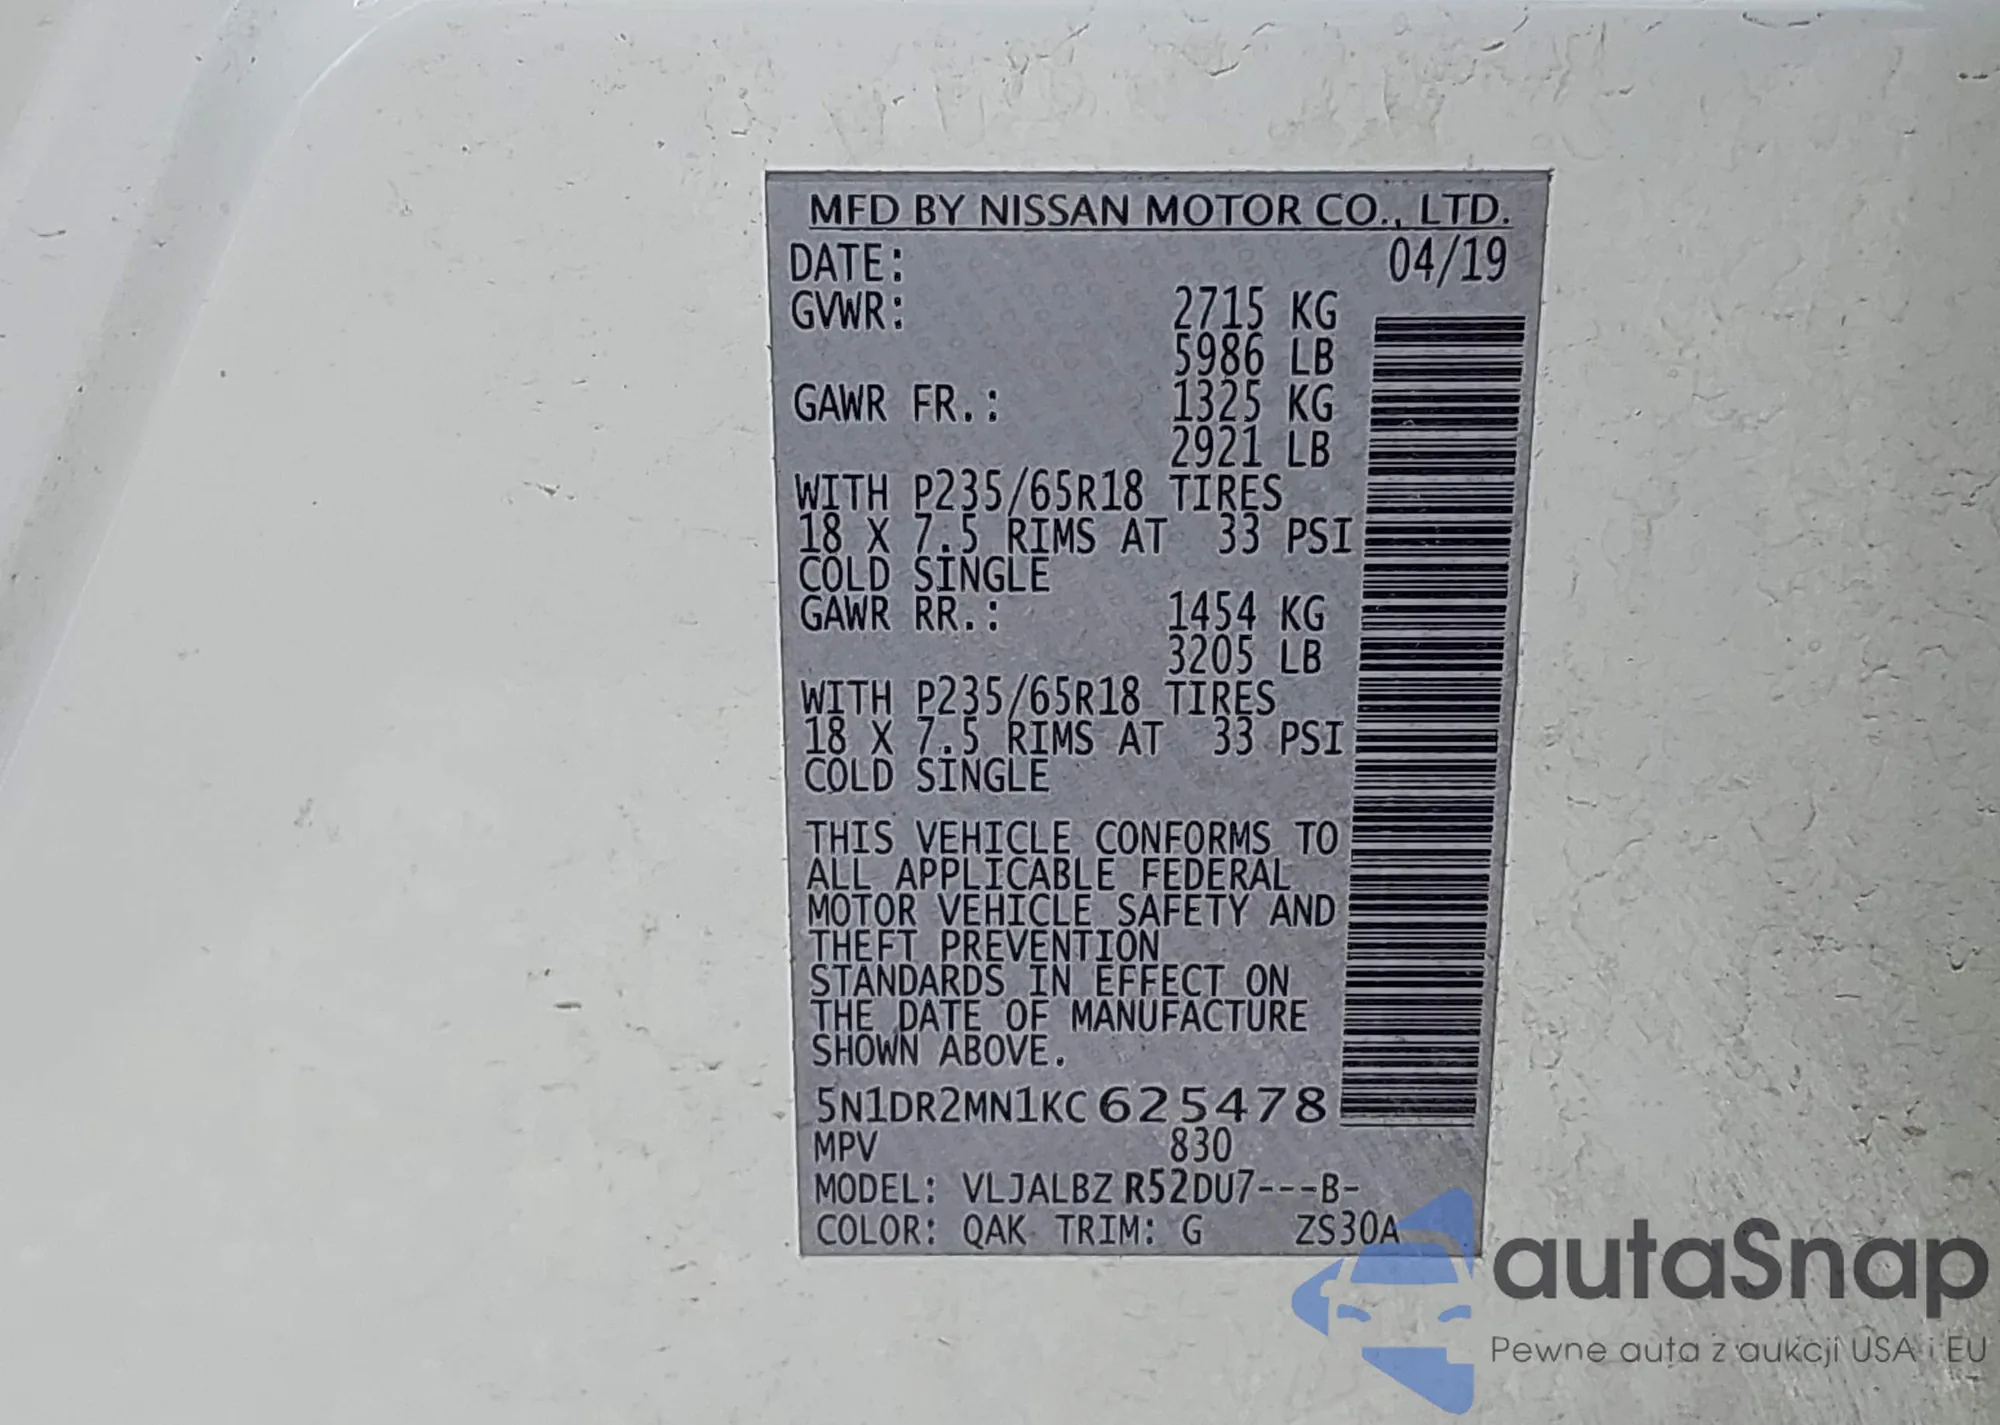 MFD BY NISSAN MOTOR CO., LTD.
DATE: 04/19
GVWR: 2715 KG
5986 LB
GAWR FR.: 1325 KG
2921 LB
WITH P235/65R18 TIRES
18 X 7.5 RIMS AT 33 PSI
COLD SINGLE
GAWR RR.: 1454 KG
3205 LB
WITH P235/65R18 TIRES
18 X 7.5 RIMS AT 33 PSI
COLD SINGLE
THIS VEHICLE CONFORMS TO
ALL APPLICABLE FEDERAL
MOTOR VEHICLE SAFETY AND
THEFT PREVENTION
STANDARDS IN EFFECT ON
THE DATE OF MANUFACTURE
SHOWN ABOVE.
5N1DR2MN1KC625478
MPV 830
MODEL: VLJALBZ R52DU7---B-
COLOR: QAK TRIM: G ZS30A
autaSnap
Pewne auta z aukcji USA i EU